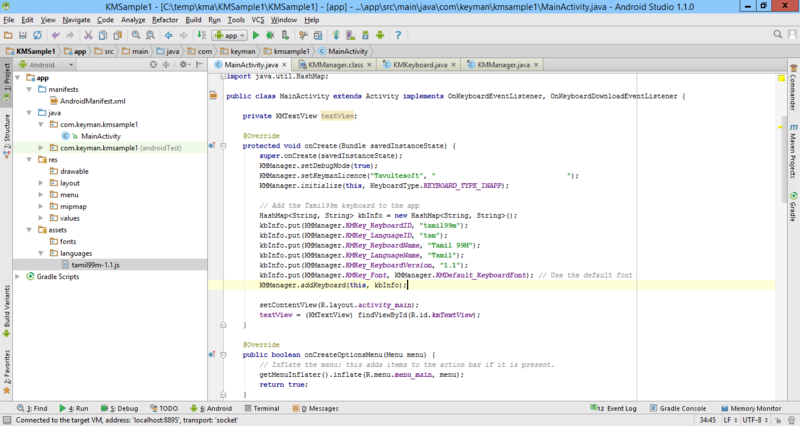 KMSample1 - [C:\temp\kma\KMSample1\KMSample1] - [app] - ...\app\src\main\java\com\keyman\kmsample1\MainActivity.java - Android Studio 1.1.0
File Edit View Navigate Code Analyze Refactor Build Run Tools VCS Window Help
app
KMSample1 app src main java com keyman kmsample1 MainActivity
Android
MainActivity.java KMManager.class KMKeyboard.java KMManager.java
1: Project
2: Structure
Build Variants
2: Favorites
app
manifests
AndroidManifest.xml
java
com.keyman.kmsample1
MainActivity
com.keyman.kmsample1 (androidTest)
res
drawable
layout
menu
mipmap
values
assets
fonts
languages
tamil99m-1.1.js
Gradle Scripts
import java.util.HashMap;
public class MainActivity extends Activity implements OnKeyboardEventListener, OnKeyboardDownloadEventListener {
private KMTextView textView;
@Override
protected void onCreate(Bundle savedInstanceState) {
super.onCreate(savedInstanceState);
KMManager.setDebugMode(true);
KMManager.setKeymanLicence("Tavultesoft", " ");
KMManager.initialize(this, KeyboardType.KEYBOARD_TYPE_INAPP);
// Add the Tamil99m keyboard to the app
HashMap<String, String> kbInfo = new HashMap<String, String>();
kbInfo.put(KMManager.KMKey_KeyboardID, "tamil99m");
kbInfo.put(KMManager.KMKey_LanguageID, "tam");
kbInfo.put(KMManager.KMKey_KeyboardName, "Tamil 99M");
kbInfo.put(KMManager.KMKey_LanguageName, "Tamil");
kbInfo.put(KMManager.KMKey_KeyboardVersion, "1.1");
kbInfo.put(KMManager.KMKey_Font, KMManager.KMDefault_KeyboardFont); // Use the default font
KMManager.addKeyboard(this, kbInfo);
setContentView(R.layout.activity_main);
textView = (KMTextView) findViewById(R.id.kmTextView);
}
@Override
public boolean onCreateOptionsMenu(Menu menu) {
// Inflate the menu; this adds items to the action bar if it is present.
getMenuInflater().inflate(R.menu.menu_main, menu);
return true;
}
Commander
Maven Projects
Gradle
3: Find 4: Run 5: Debug TODO 6: Android Terminal 0: Messages 12 Event Log Gradle Console Memory Monitor
Connected to the target VM, address: 'localhost:8895', transport: 'socket' 34:45 LF UTF-8